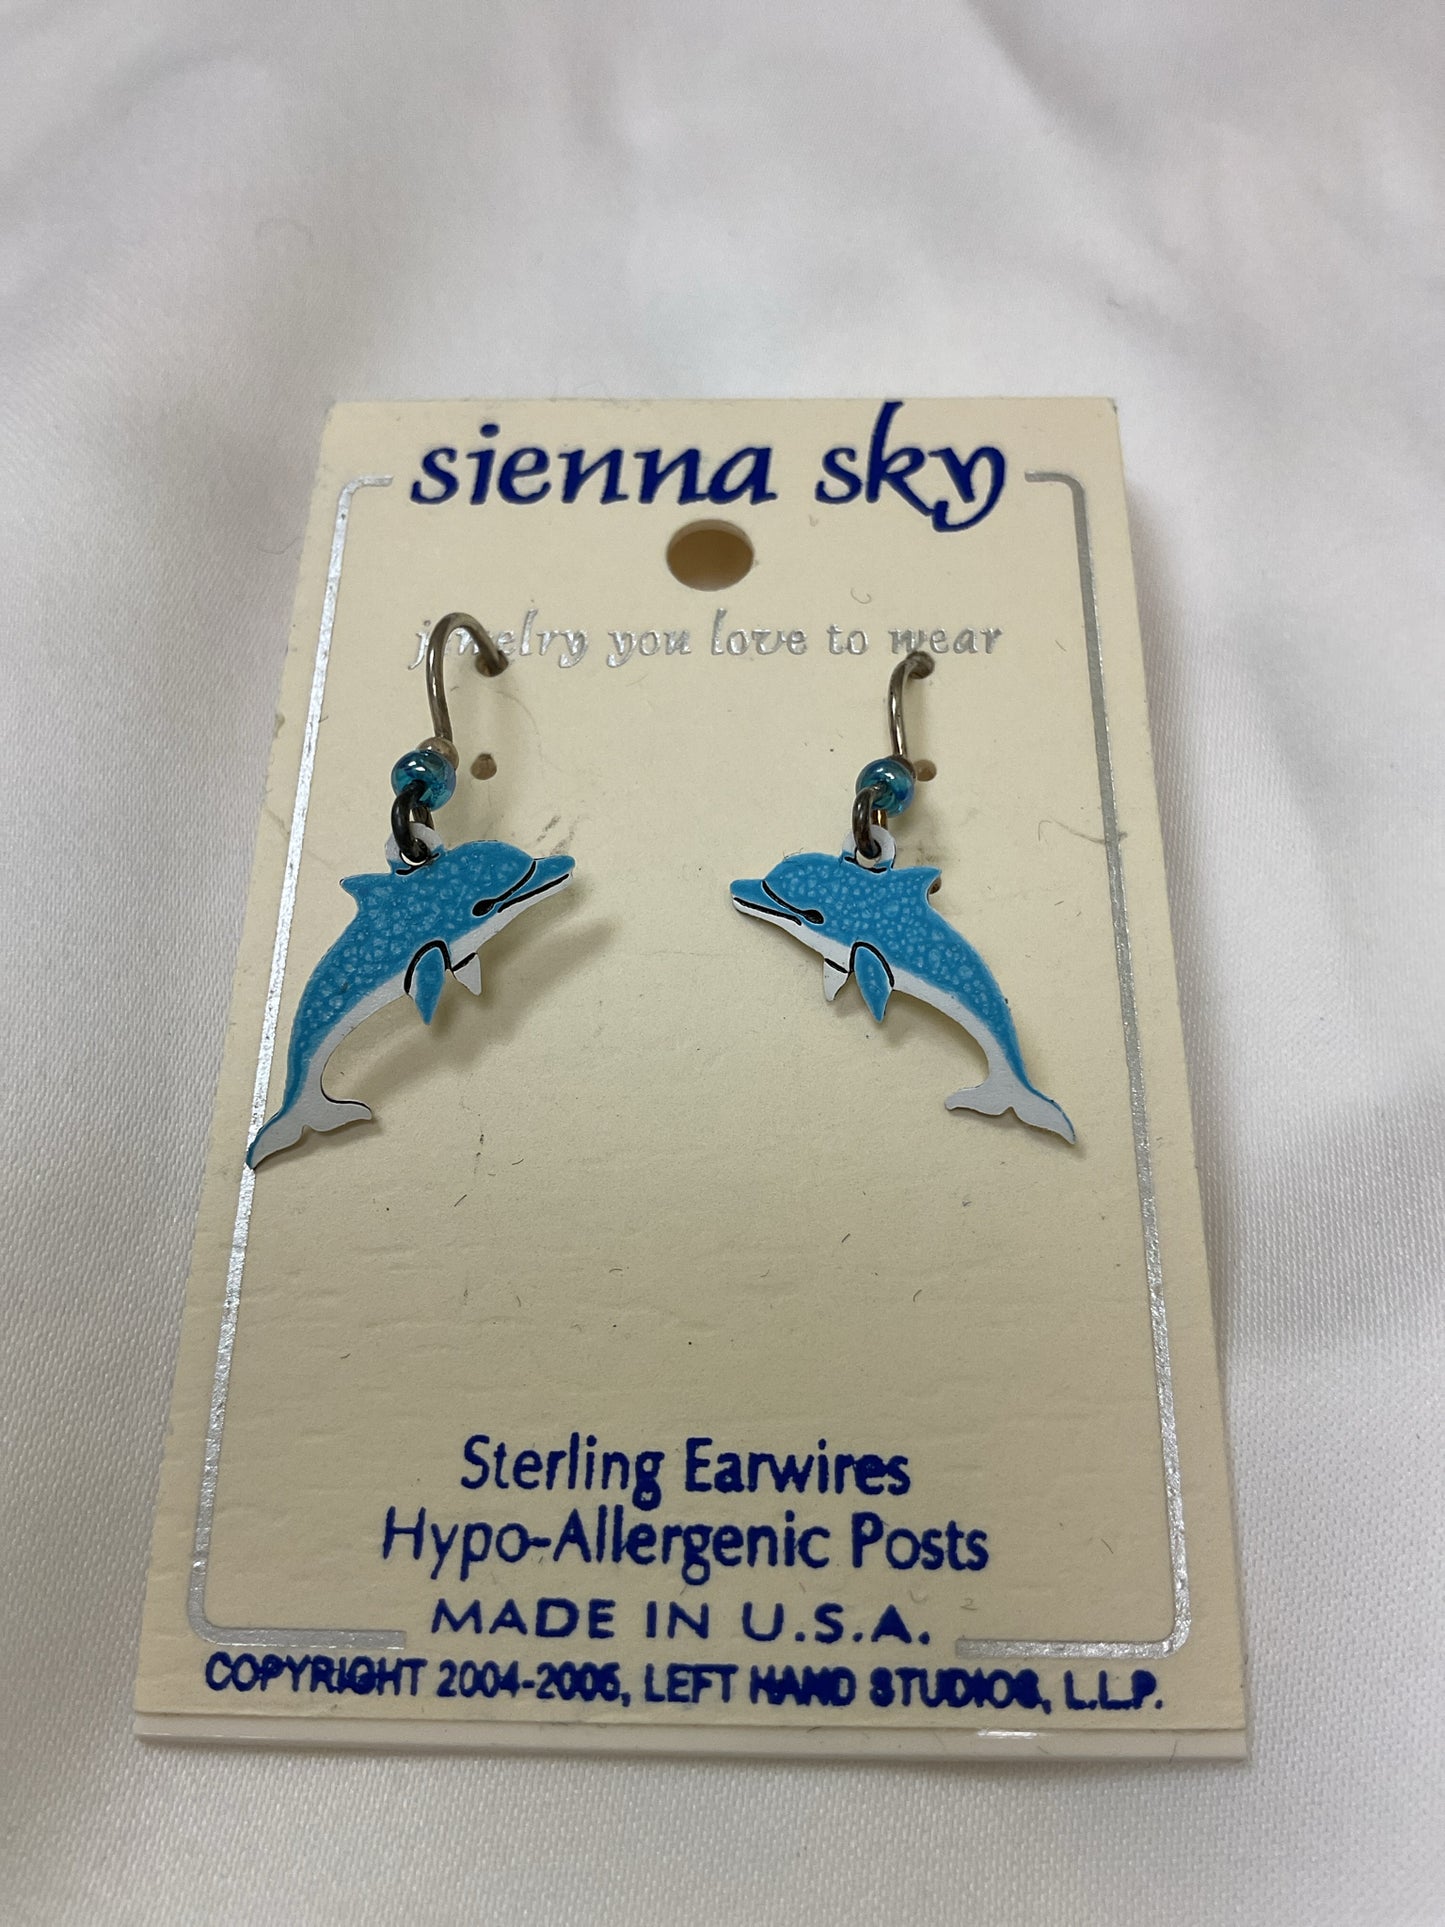 sienna sky
jewelry you love to wear
Sterling Earwires
Hypo-Allergenic Posts
MADE IN U.S.A.
COPYRIGHT 2004-2005, LEFT HAND STUDIOS, L.L.P.